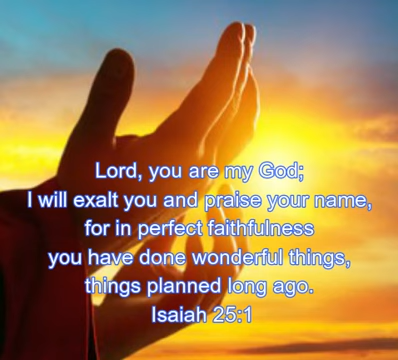 Lord, you are my God;
I will exalt you and praise your name,
for in perfect faithfulness
you have done wonderful things,
things planned long ago.
Isaiah 25:1